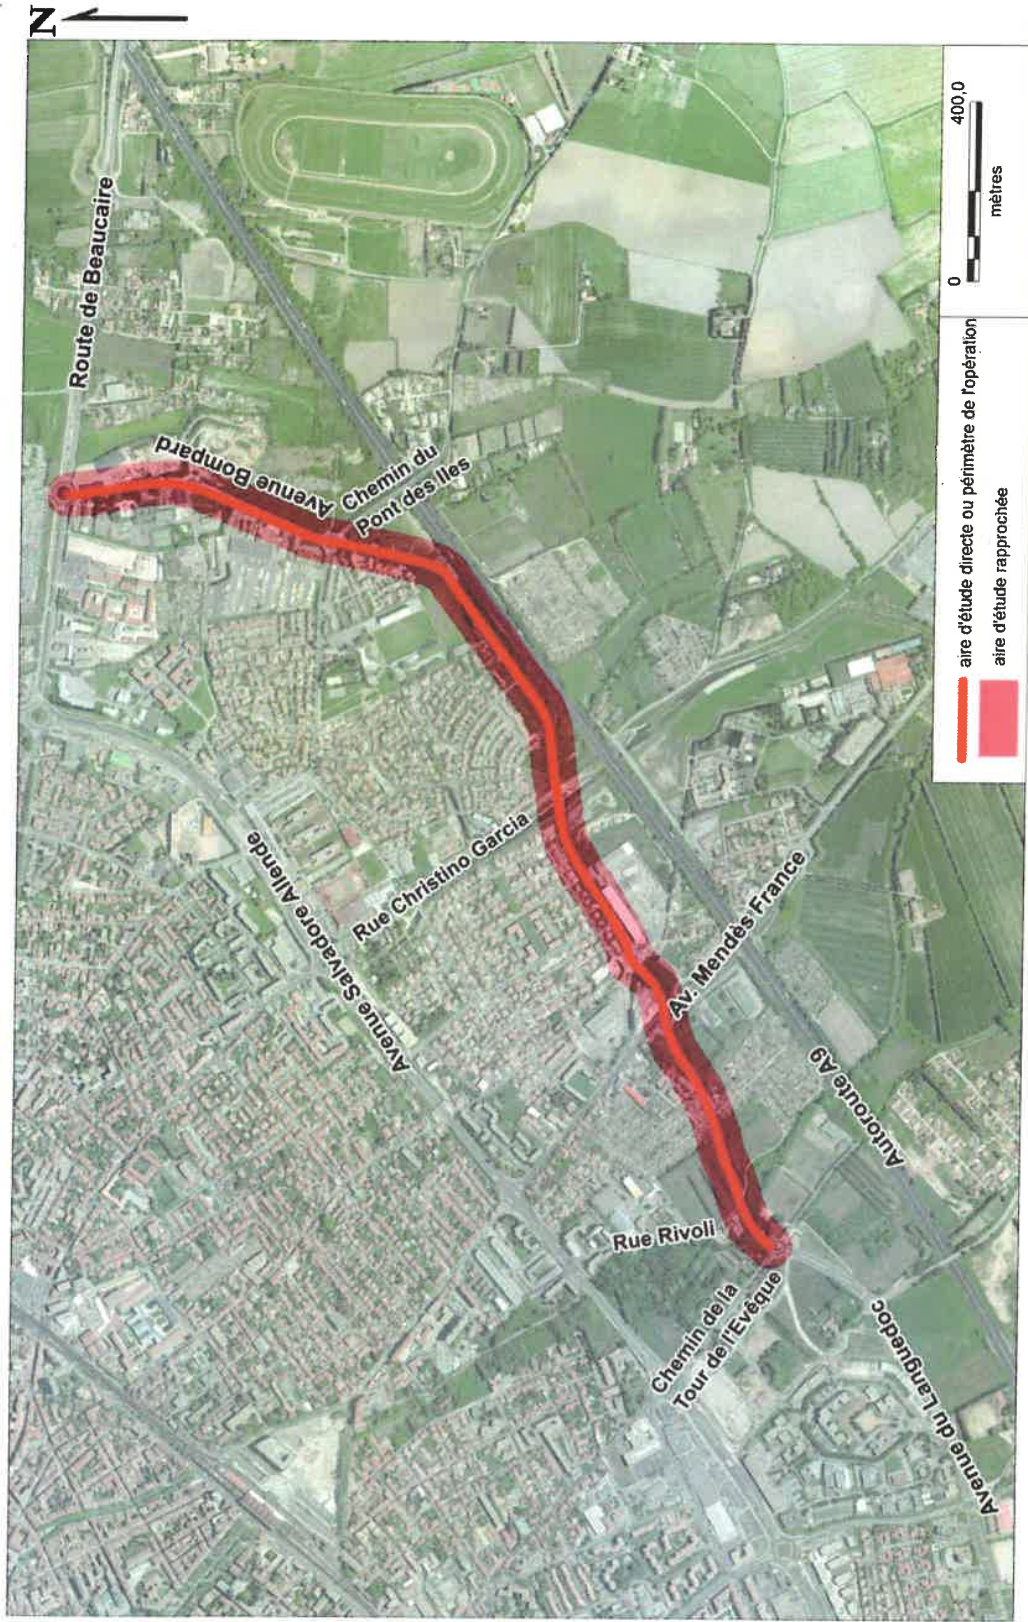 N
Route de Beaucaire
Avenue Bompard
Chemin du
Pont des Iles
Avenue Salvadore Allende
Rue Christino Garcia
Av. Mendès France
Autoroute A9
Rue Rivoli
Chemin de la
Tour de l'Evêque
Avenue du Languedoc
0 400,0
mètres
aire d'étude directe ou périmètre de l'opération
aire d'étude rapprochée